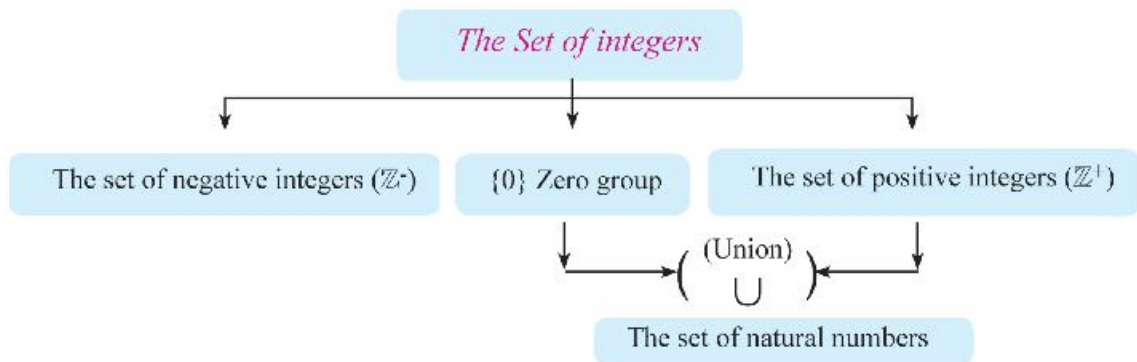 The Set of integers
The set of negative integers (ℤ⁻)
{0} Zero group
The set of positive integers (ℤ⁺)
(Union)
( ∪ )
The set of natural numbers